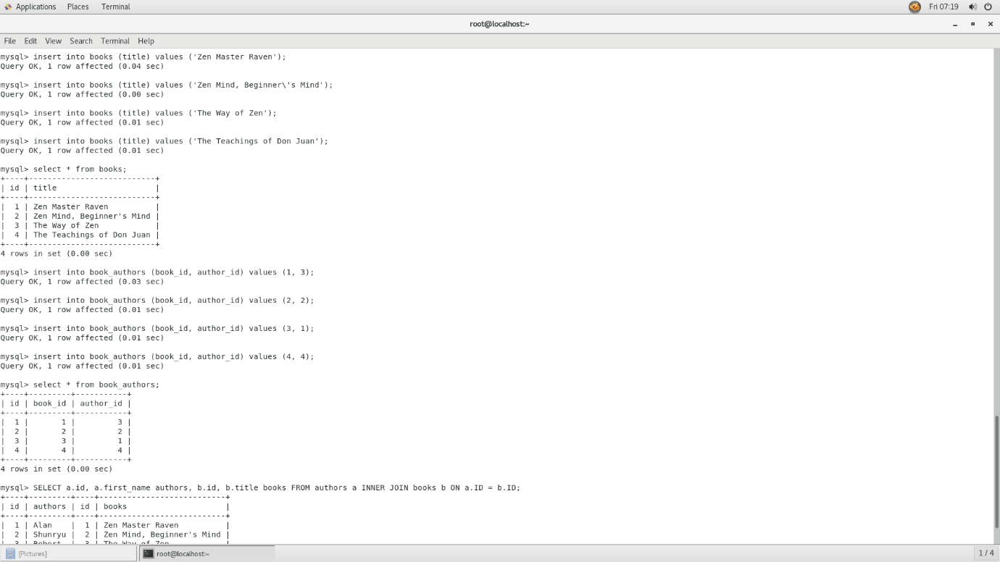 Applications Places Terminal Fri 07:19
root@localhost:~
File Edit View Search Terminal Help
mysql> insert into books (title) values ('Zen Master Raven');
Query OK, 1 row affected (0.04 sec)
mysql> insert into books (title) values ('Zen Mind, Beginner\'s Mind');
Query OK, 1 row affected (0.00 sec)
mysql> insert into books (title) values ('The Way of Zen');
Query OK, 1 row affected (0.01 sec)
mysql> insert into books (title) values ('The Teachings of Don Juan');
Query OK, 1 row affected (0.01 sec)
mysql> select * from books;
+----+---------------------------+
| id | title                     |
+----+---------------------------+
|  1 | Zen Master Raven          |
|  2 | Zen Mind, Beginner's Mind |
|  3 | The Way of Zen            |
|  4 | The Teachings of Don Juan |
+----+---------------------------+
4 rows in set (0.00 sec)
mysql> insert into book_authors (book_id, author_id) values (1, 3);
Query OK, 1 row affected (0.03 sec)
mysql> insert into book_authors (book_id, author_id) values (2, 2);
Query OK, 1 row affected (0.01 sec)
mysql> insert into book_authors (book_id, author_id) values (3, 1);
Query OK, 1 row affected (0.01 sec)
mysql> insert into book_authors (book_id, author_id) values (4, 4);
Query OK, 1 row affected (0.01 sec)
mysql> select * from book_authors;
+----+---------+-----------+
| id | book_id | author_id |
+----+---------+-----------+
|  1 |       1 |         3 |
|  2 |       2 |         2 |
|  3 |       3 |         1 |
|  4 |       4 |         4 |
+----+---------+-----------+
4 rows in set (0.00 sec)
mysql> SELECT a.id, a.first_name authors, b.id, b.title books FROM authors a INNER JOIN books b ON a.ID = b.ID;
+----+---------+----+---------------------------+
| id | authors | id | books                     |
+----+---------+----+---------------------------+
|  1 | Alan    |  1 | Zen Master Raven          |
|  2 | Shunryu |  2 | Zen Mind, Beginner's Mind |
|  3 | Robert  |  3 | The Way of Zen            |
[Pictures] root@localhost:~ 1 / 4